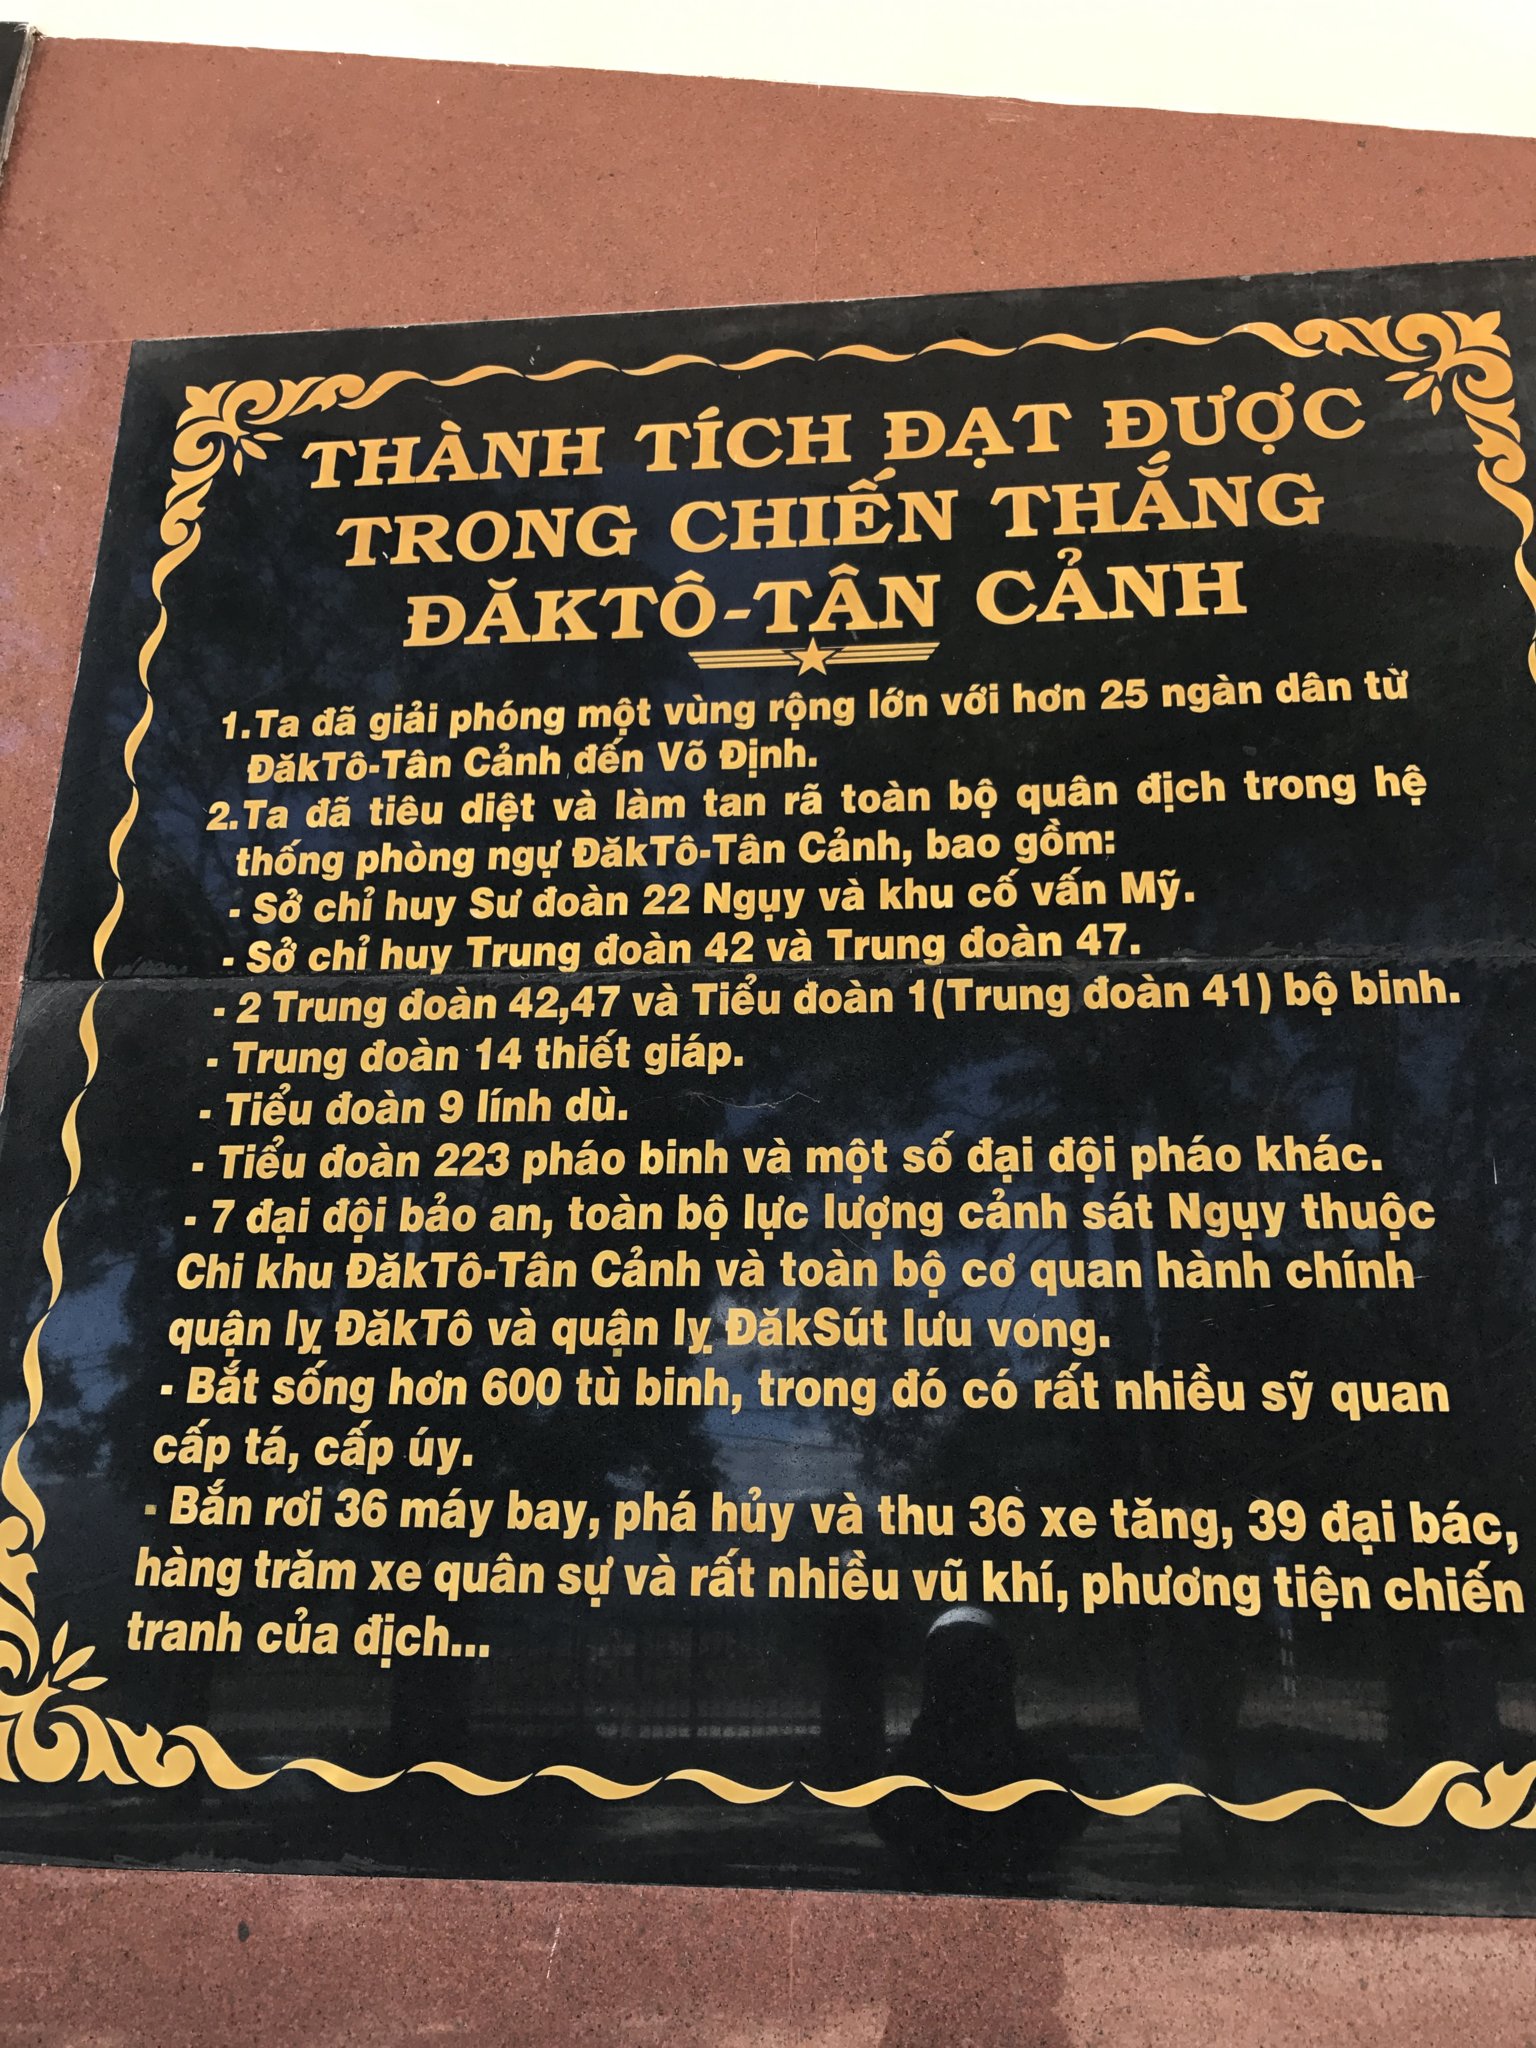 THÀNH TÍCH ĐẠT ĐƯỢC
TRONG CHIẾN THẮNG
ĐĂKTÔ-TÂN CẢNH
1.Ta đã giải phóng một vùng rộng lớn với hơn 25 ngàn dân từ
ĐăkTô-Tân Cảnh đến Võ Định.
2.Ta đã tiêu diệt và làm tan rã toàn bộ quân địch trong hệ
thống phòng ngự ĐăkTô-Tân Cảnh, bao gồm:
- Sở chỉ huy Sư đoàn 22 Ngụy và khu cố vấn Mỹ.
- Sở chỉ huy Trung đoàn 42 và Trung đoàn 47.
- 2 Trung đoàn 42,47 và Tiểu đoàn 1(Trung đoàn 41) bộ binh.
- Trung đoàn 14 thiết giáp.
- Tiểu đoàn 9 lính dù.
- Tiểu đoàn 223 pháo binh và một số đại đội pháo khác.
- 7 đại đội bảo an, toàn bộ lực lượng cảnh sát Ngụy thuộc
Chi khu ĐăkTô-Tân Cảnh và toàn bộ cơ quan hành chính
quận lỵ ĐăkTô và quận lỵ ĐăkSút lưu vong.
- Bắt sống hơn 600 tù binh, trong đó có rất nhiều sỹ quan
cấp tá, cấp úy.
- Bắn rơi 36 máy bay, phá hủy và thu 36 xe tăng, 39 đại bác,
hàng trăm xe quân sự và rất nhiều vũ khí, phương tiện chiến
tranh của địch...